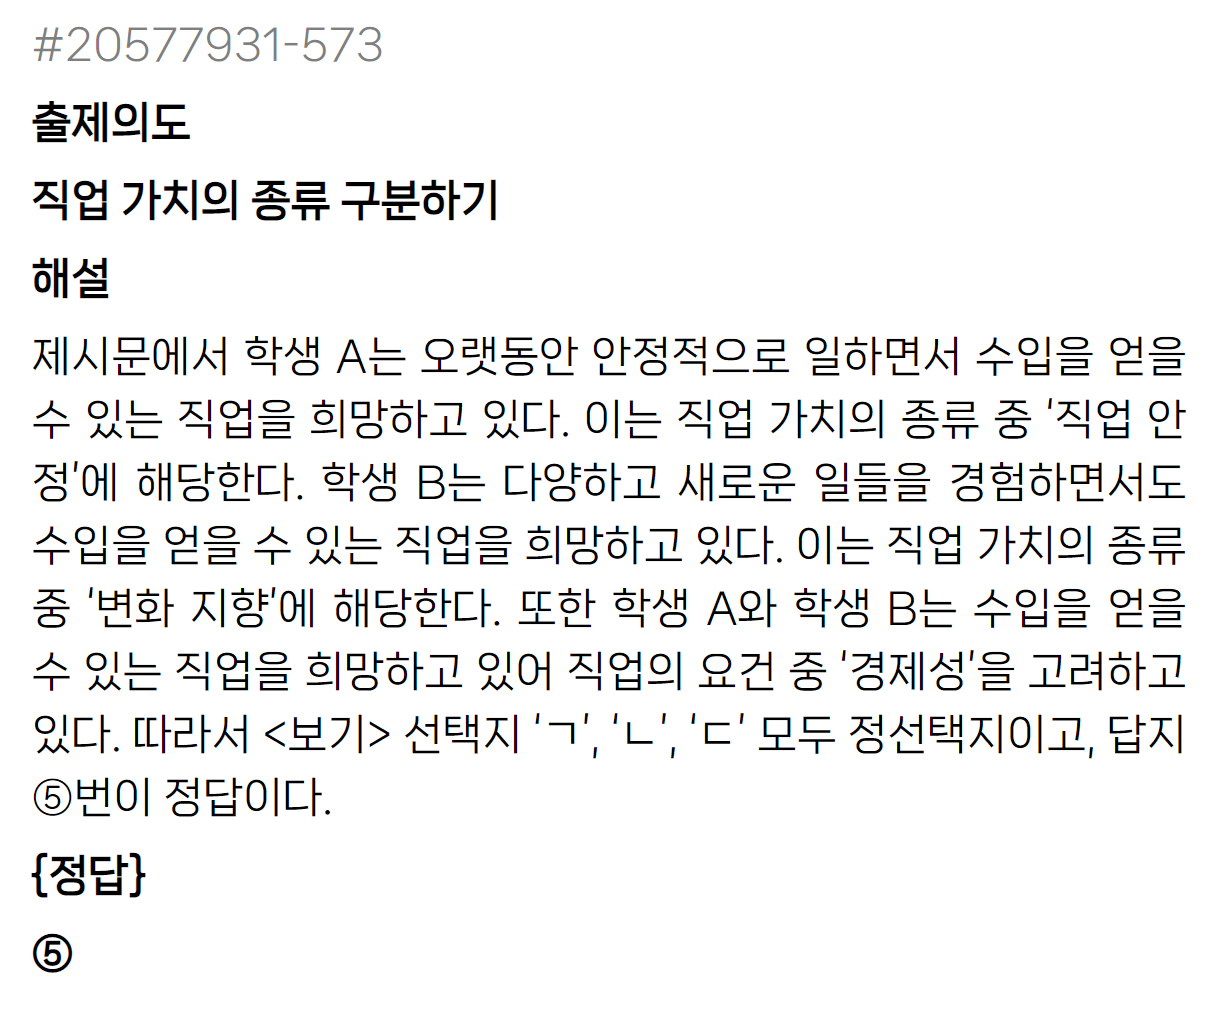 #20577931-573
출제의도
직업 가치의 종류 구분하기
해설
제시문에서 학생 A는 오랫동안 안정적으로 일하면서 수입을 얻을
수 있는 직업을 희망하고 있다. 이는 직업 가치의 종류 중 '직업 안
정'에 해당한다. 학생 B는 다양하고 새로운 일들을 경험하면서도
수입을 얻을 수 있는 직업을 희망하고 있다. 이는 직업 가치의 종류
중 '변화 지향'에 해당한다. 또한 학생 A와 학생 B는 수입을 얻을
수 있는 직업을 희망하고 있어 직업의 요건 중 '경제성'을 고려하고
있다. 따라서 <보기> 선택지 'ㄱ', 'ㄴ', 'ㄷ' 모두 정선택지이고, 답지
⑤번이 정답이다.
{정답}
⑤